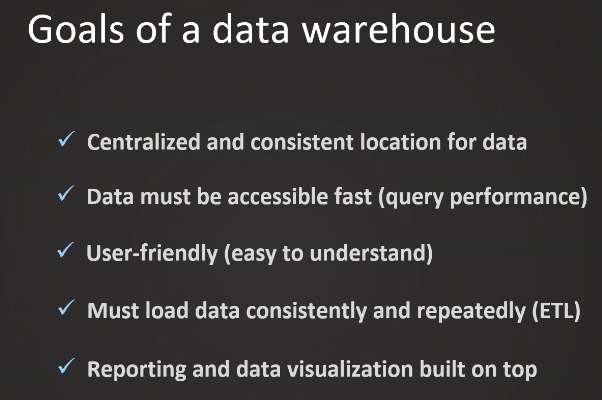 Goals of a data warehouse
✓ Centralized and consistent location for data
✓ Data must be accessible fast (query performance)
✓ User-friendly (easy to understand)
✓ Must load data consistently and repeatedly (ETL)
✓ Reporting and data visualization built on top